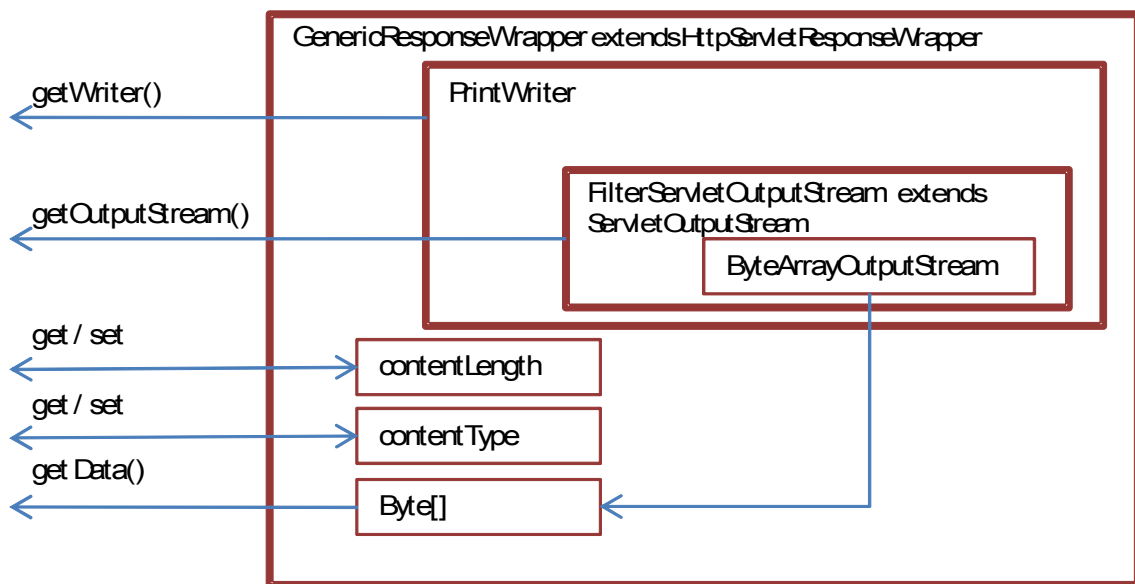 GenericResponseWrapper extends HttpServletResponseWrapper
getWriter()
PrintWriter
FilterServletOutputStream extends
ServletOutputStream
getOutputStream()
ByteArrayOutputStream
get / set
contentLength
get / set
contentType
get Data()
Byte[]